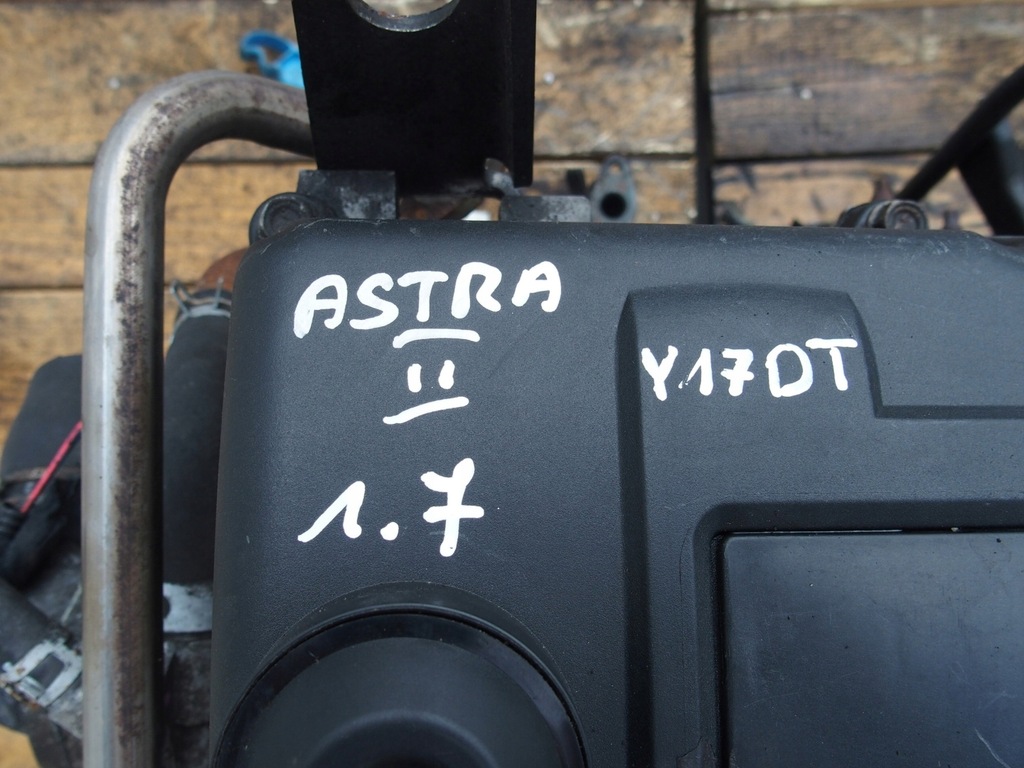 ASTRA
II
1.7
Y17DT